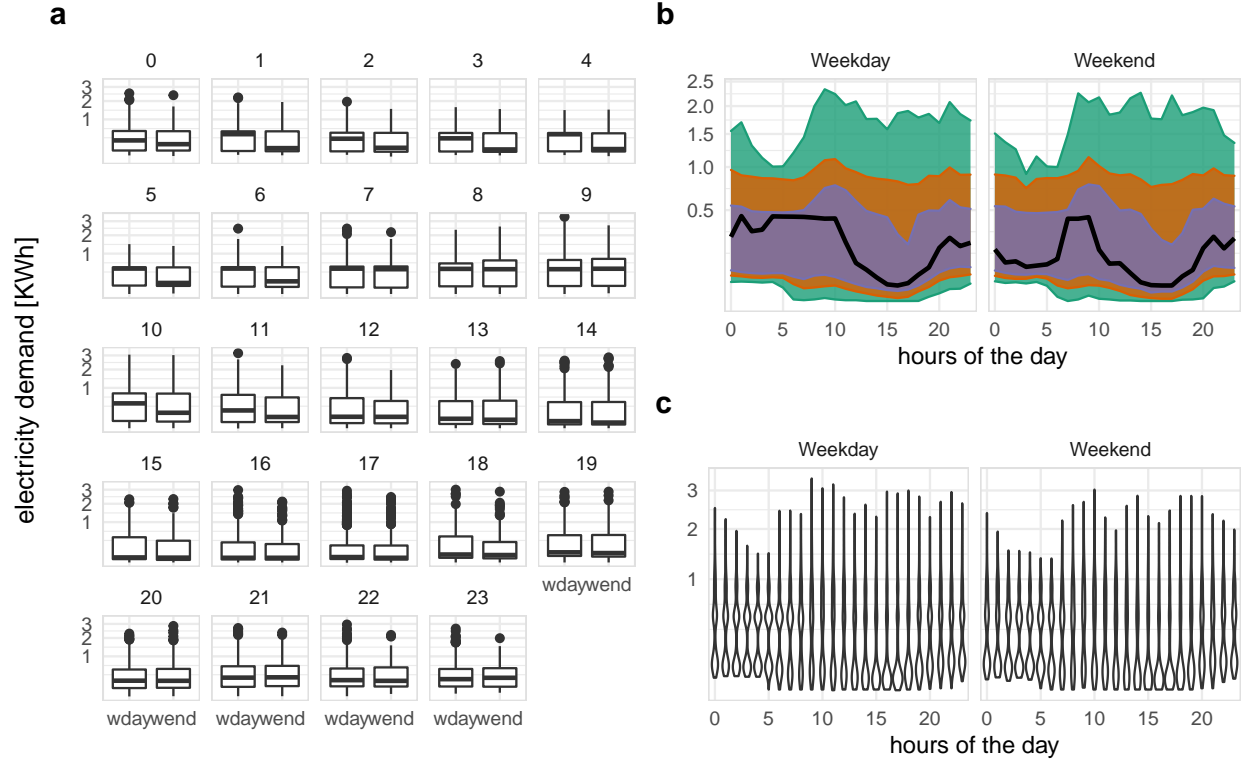 a
electricity demand [KWh]
0 1 2 3 4
3
2
1
5 6 7 8 9
3
2
1
10 11 12 13 14
3
2
1
15 16 17 18 19
3
2
1
wdaywend
20 21 22 23
3
2
1
wdaywend wdaywend wdaywend wdaywend
b
Weekday Weekend
2.5
2.0
1.5
1.0
0.5
0 5 10 15 20 0 5 10 15 20
hours of the day
c
Weekday Weekend
3
2
1
0 5 10 15 20 0 5 10 15 20
hours of the day